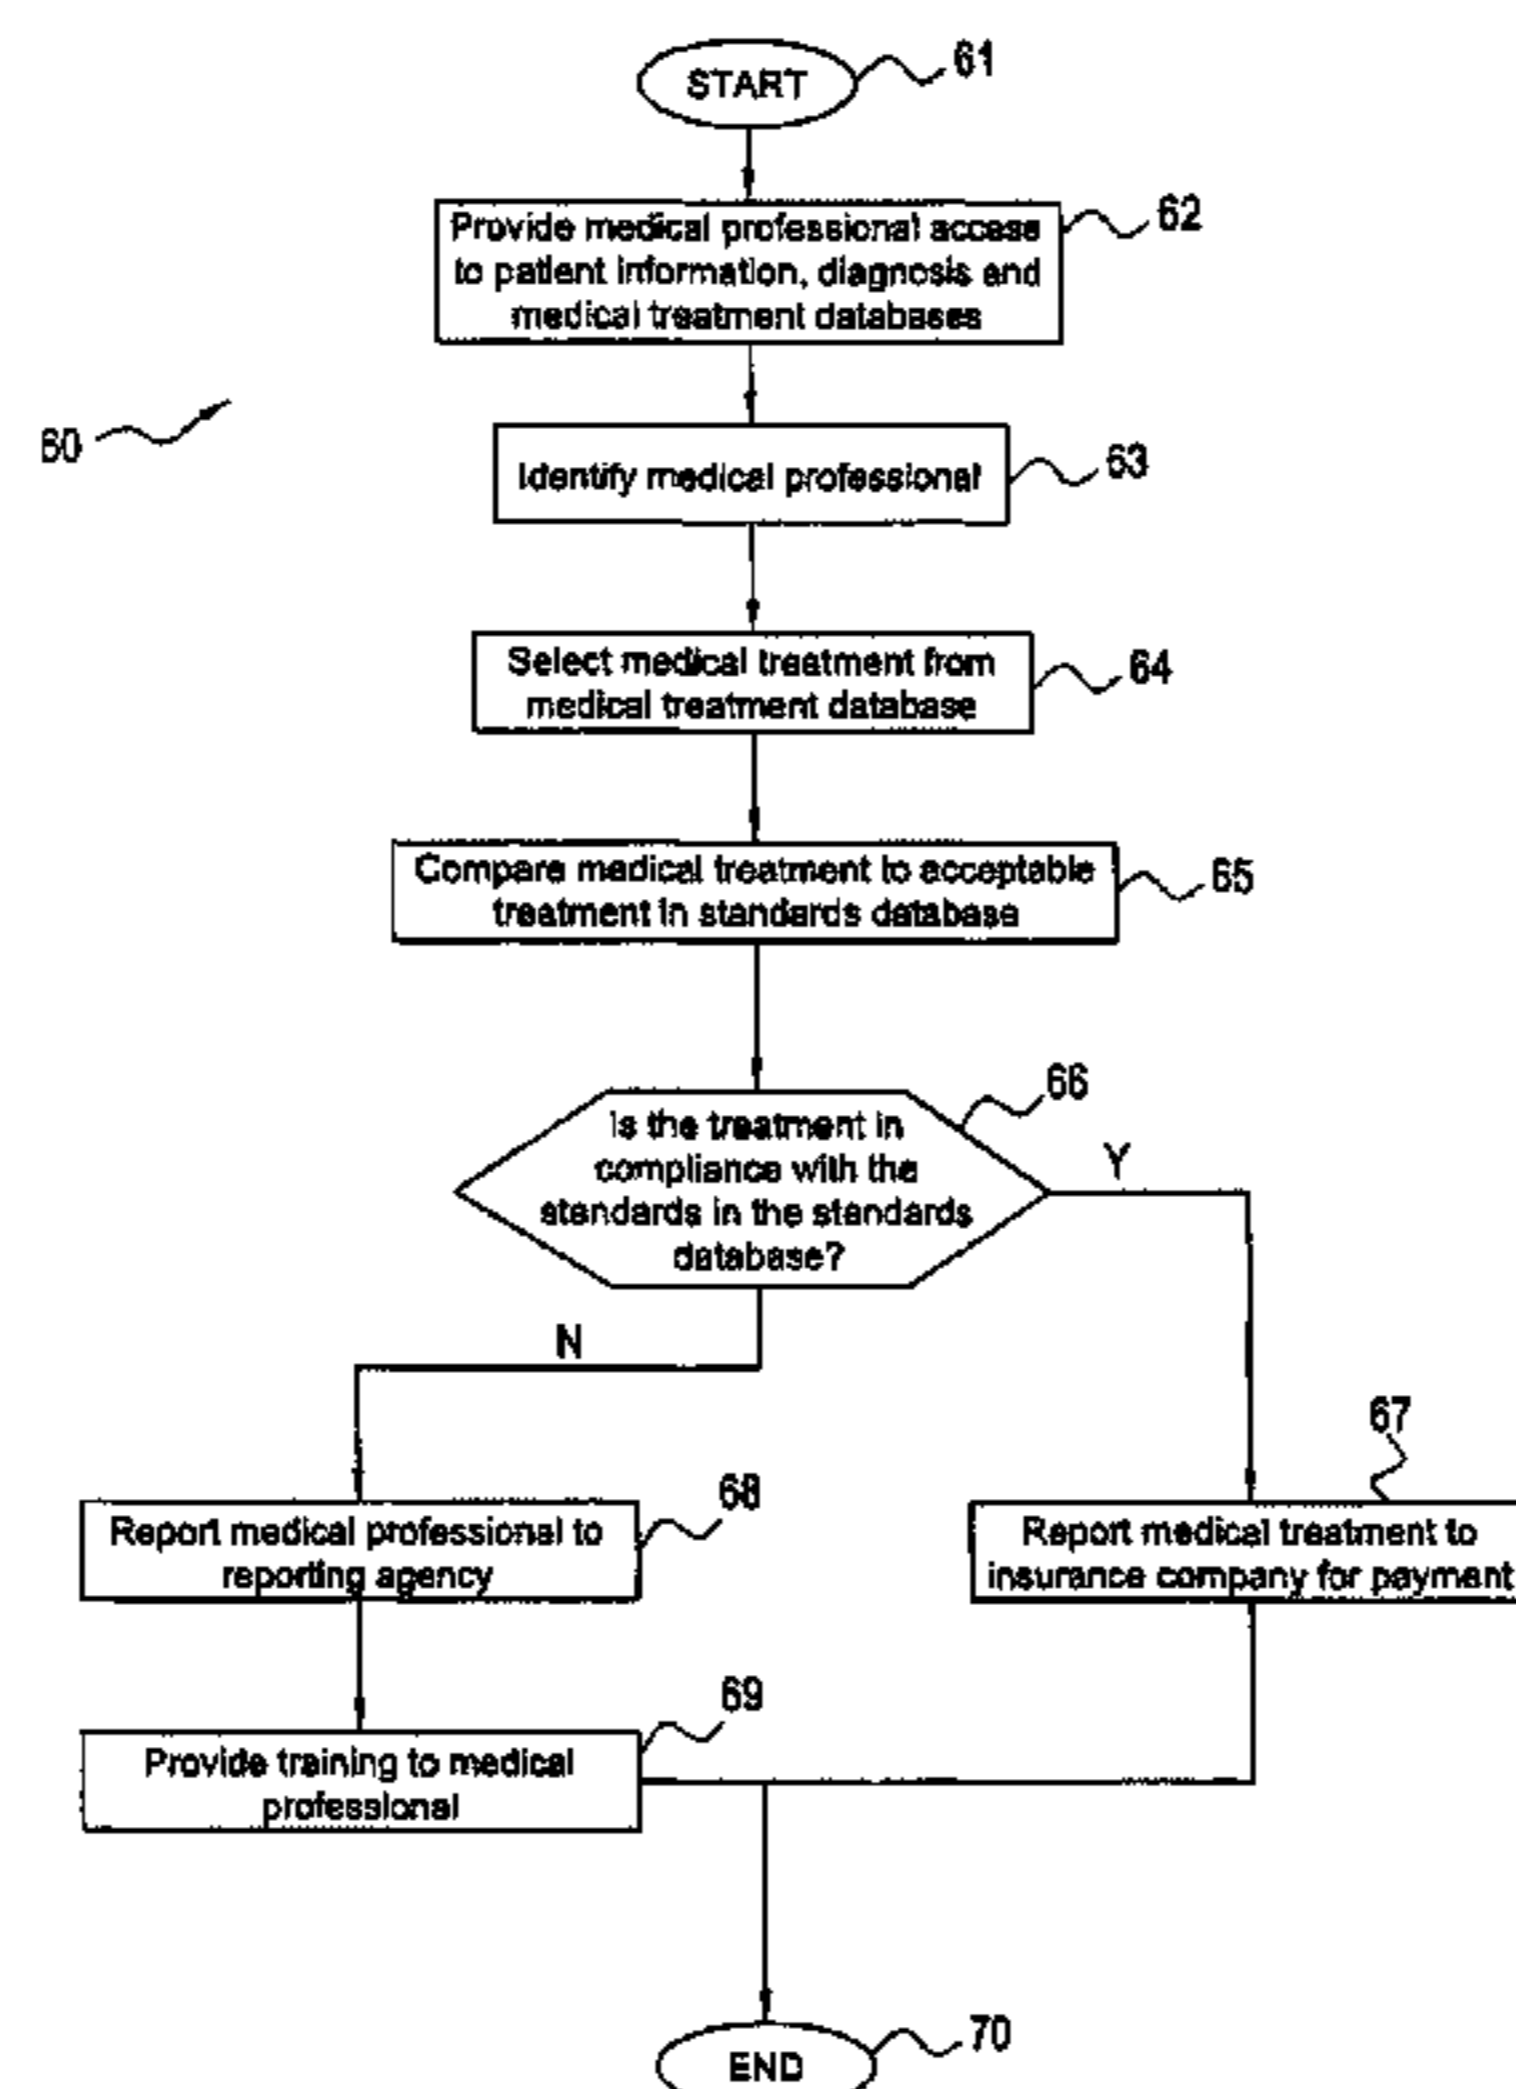 START
61
Provide medical professional access
to patient information, diagnosis and
medical treatment databases
62
60
Identify medical professional
63
Select medical treatment from
medical treatment database
64
Compare medical treatment to acceptable
treatment in standards database
65
Is the treatment in
compliance with the
standards in the standards
database?
66
Y
N
67
Report medical professional to
reporting agency
68
Report medical treatment to
insurance company for payment
69
Provide training to medical
professional
END
70